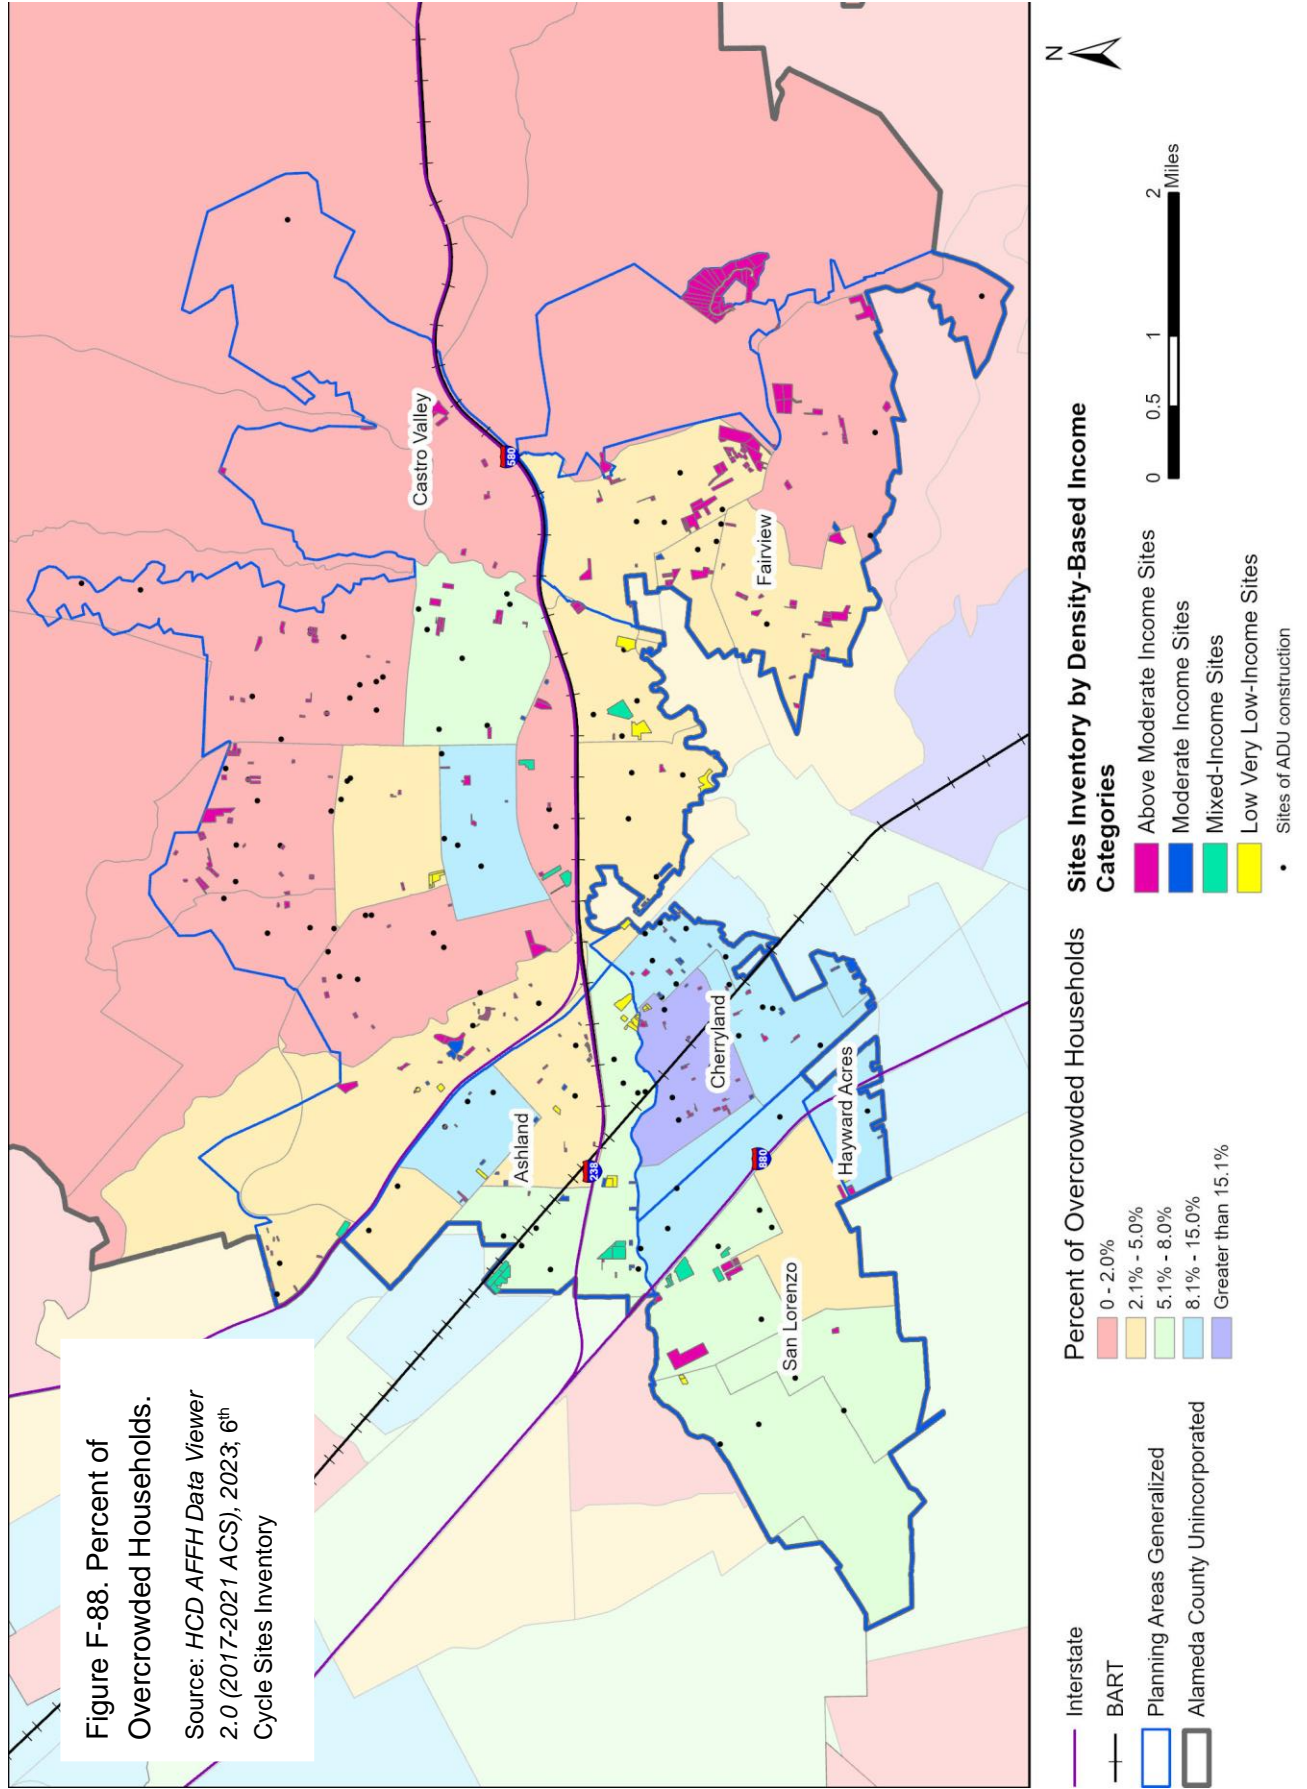 Figure F-88. Percent of
Overcrowded Households.
Source: HCD AFFH Data Viewer
2.0 (2017-2021 ACS), 2023; 6th
Cycle Sites Inventory
Castro Valley
580
Fairview
Ashland
238
Cherryland
880
Hayward Acres
San Lorenzo
N
Interstate
BART
Planning Areas Generalized
Alameda County Unincorporated
Percent of Overcrowded Households
0 - 2.0%
2.1% - 5.0%
5.1% - 8.0%
8.1% - 15.0%
Greater than 15.1%
Sites Inventory by Density-Based Income
Categories
Above Moderate Income Sites
Moderate Income Sites
Mixed-Income Sites
Low Very Low-Income Sites
Sites of ADU construction
0 0.5 1 2
Miles